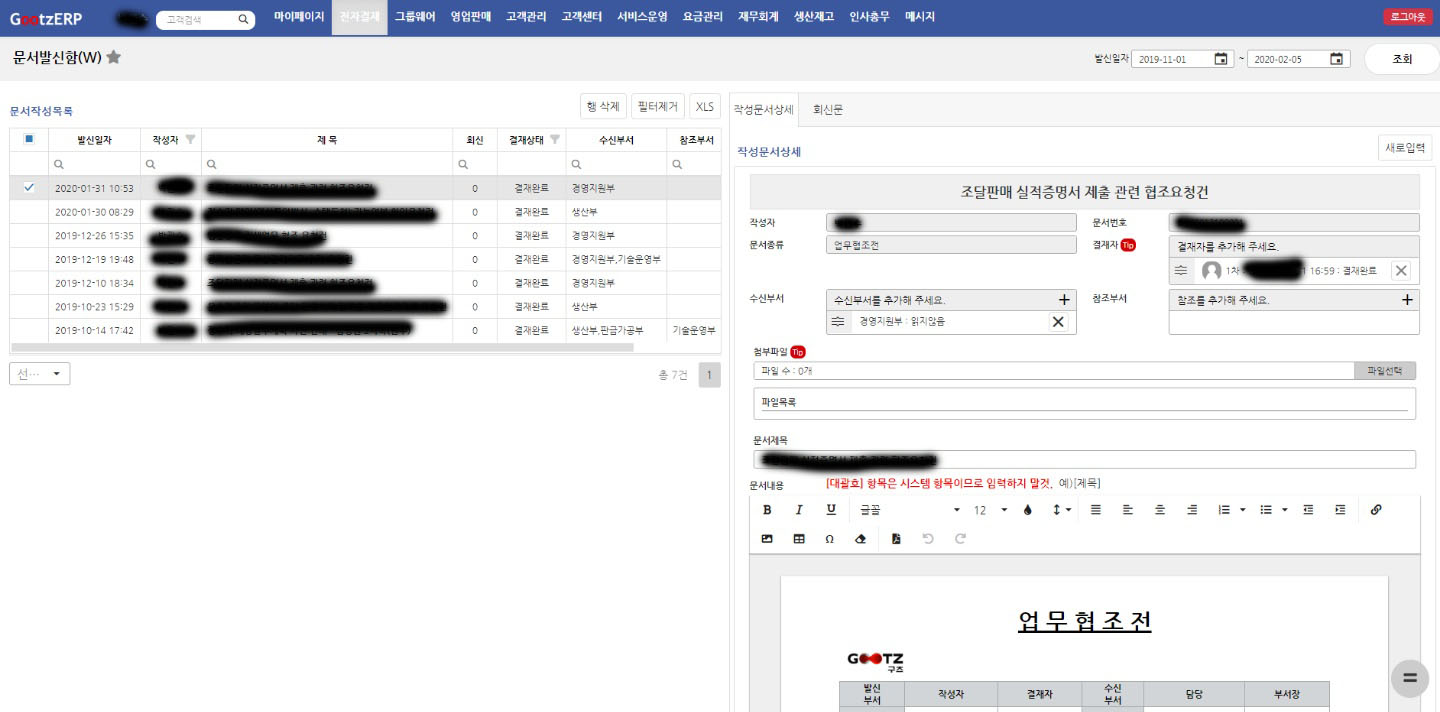 GootzERP 고객검색 마이페이지 전자결재 그룹웨어 영업판매 고객관리 고객센터 서비스운영 요금관리 재무회계 생산재고 인사총무 메시지 로그아웃
문서발신함(W) 발신일자 2019-11-01 ~ 2020-02-05 조회
문서작성목록 행 삭제 필터제거 XLS
발신일자 작성자 제 목 회신 결재상태 수신부서 참조부서
2020-01-31 10:53 0 결재완료 경영지원부
2020-01-30 08:29 0 결재완료 생산부
2019-12-26 15:35 0 결재완료 경영지원부
2019-12-19 19:48 0 결재완료 경영지원부,기술운영부
2019-12-10 18:34 0 결재완료 경영지원부
2019-10-23 15:29 0 결재완료 생산부
2019-10-14 17:42 0 결재완료 생산부,판금가공부 기술운영부
선… 총 7건 1
작성문서상세 회신문
작성문서상세 새로입력
조달판매 실적증명서 제출 관련 협조요청건
작성자 문서번호
문서종류 업무협조전 결재자 Tip 결재자를 추가해 주세요.
1차 16:59 : 결재완료
수신부서 수신부서를 추가해 주세요. 참조부서 참조를 추가해 주세요.
경영지원부 : 읽지않음
첨부파일 Tip
파일 수 : 0개 파일선택
파일목록
문서제목
문서내용 [대괄호] 항목은 시스템 항목이므로 입력하지 말것, 예)[제목]
B I U 글꼴 12
Ω
업 무 협 조 전
GOOTZ
구즈
발신 부서 작성자 결재자 수신 부서 담당 부서장